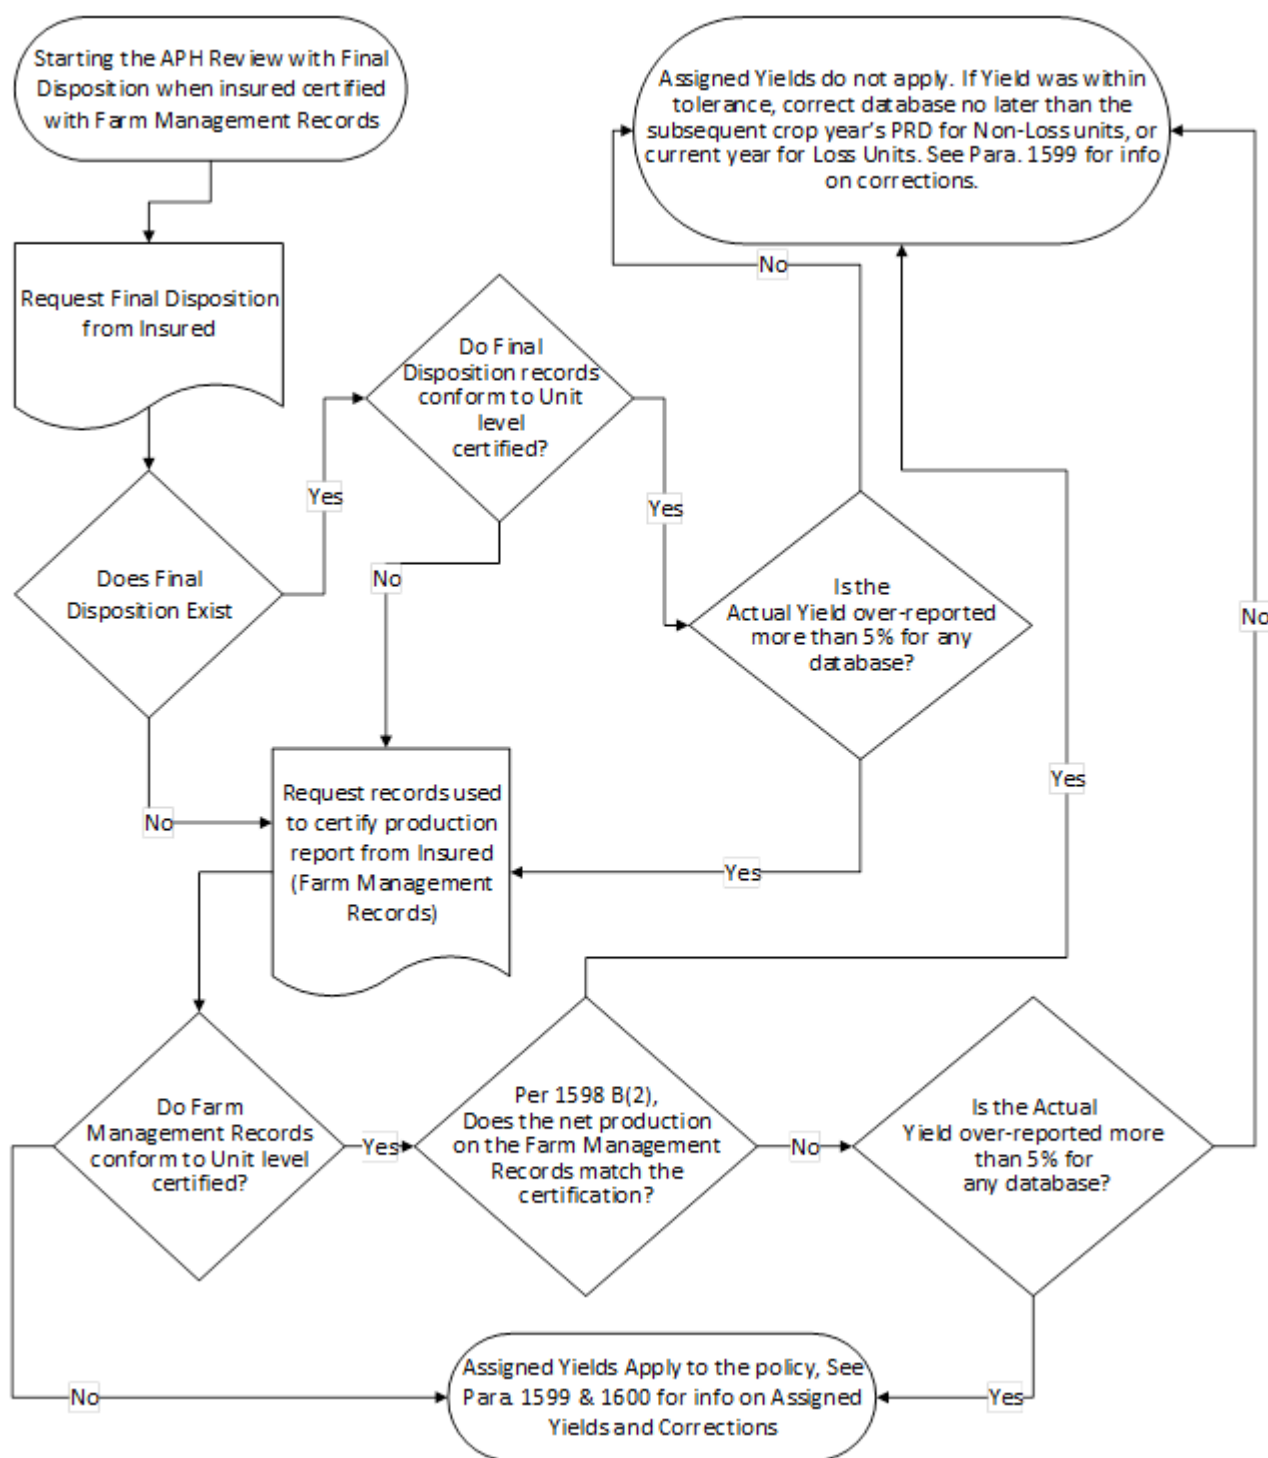 Starting the APH Review with Final
Disposition when insured certified
with Farm Management Records
Assigned Yields do not apply. If Yield was within
tolerance, correct database no later than the
subsequent crop year's PRD for Non-Loss units, or
current year for Loss Units. See Para. 1599 for info
on corrections.
No
Request Final Disposition
from Insured
Do Final
Disposition records
conform to Unit
level
certified?
Yes
Yes
Does Final
Disposition Exist
No
Is the
Actual Yield over-reported
more than 5% for any
database?
No
Yes
Request records used
to certify production
report from Insured
(Farm Management
Records)
No
Yes
Do Farm
Management Records
conform to Unit level
certified?
Yes
Per 1598 B(2),
Does the net production
on the Farm Management
Records match the
certification?
No
Is the Actual
Yield over-reported more
than 5% for
any database?
No
Assigned Yields Apply to the policy, See
Para. 1599 & 1600 for info on Assigned
Yields and Corrections
Yes